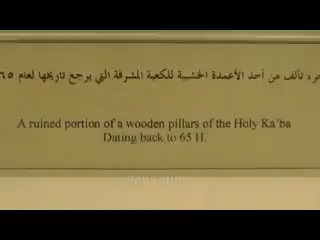 جزء تالف من أحد الأعمدة الخشبية للكعبة المشرفة التي يرجع تاريخها لعام ٦٥
A ruined portion of a wooden pillars of the Holy Ka'ba
Dating back to 65 H.